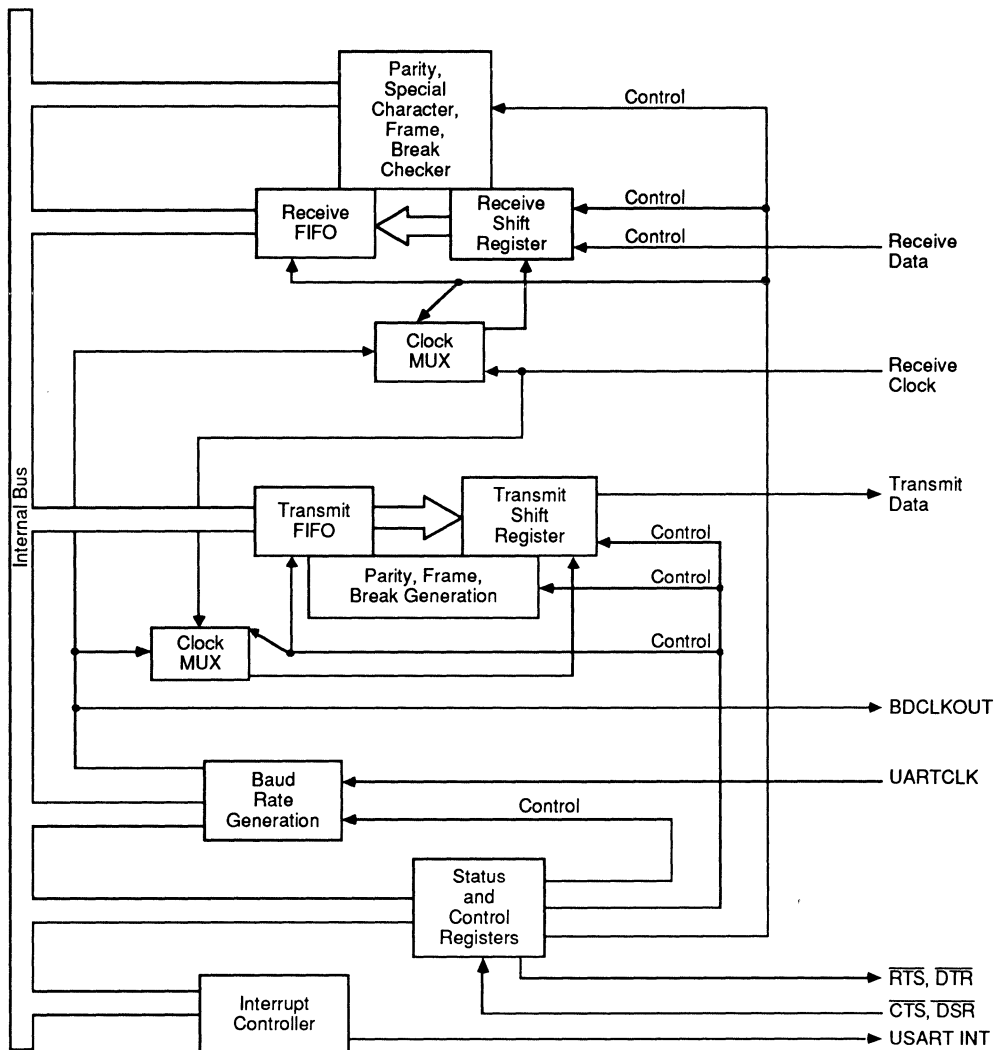 Parity,
Special
Character,
Frame,
Break
Checker
Control
Receive
FIFO
Receive
Shift
Register
Control
Control
Receive
Data
Clock
MUX
Receive
Clock
Internal Bus
Transmit
FIFO
Transmit
Shift
Register
Transmit
Data
Control
Parity, Frame,
Break Generation
Control
Clock
MUX
Control
BDCLKOUT
Baud
Rate
Generation
UARTCLK
Control
Status
and
Control
Registers
RTS, DTR
CTS, DSR
Interrupt
Controller
USART INT